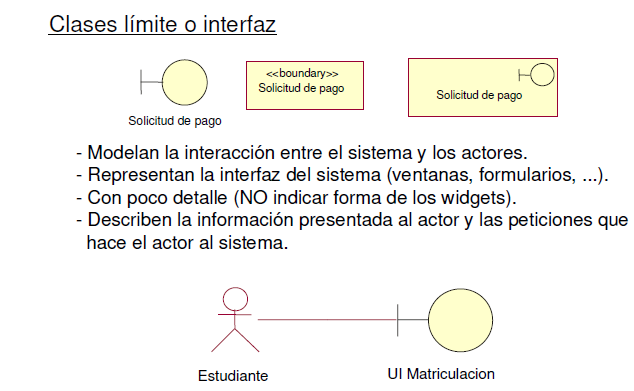 Clases límite o interfaz
<<boundary>>
Solicitud de pago
Solicitud de pago
Solicitud de pago
- Modelan la interacción entre el sistema y los actores.
- Representan la interfaz del sistema (ventanas, formularios, ...).
- Con poco detalle (NO indicar forma de los widgets).
- Describen la información presentada al actor y las peticiones que
hace el actor al sistema.
Estudiante
UI Matriculacion